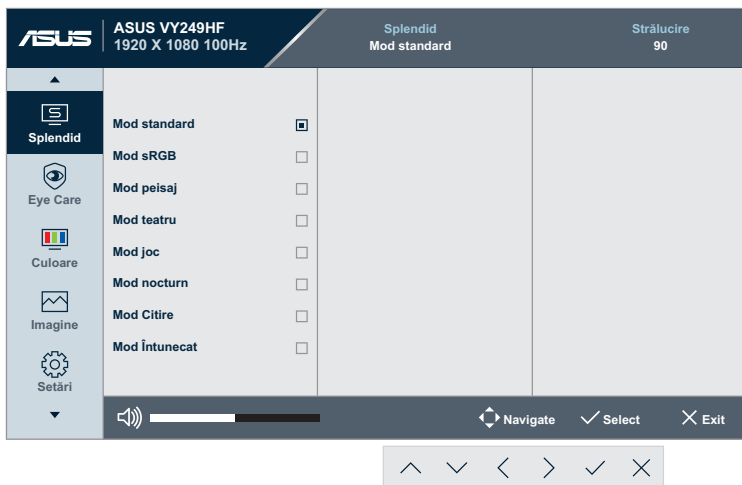 ASUS
ASUS VY249HF
1920 X 1080 100Hz
Splendid
Mod standard
Strălucire
90
Splendid
Eye Care
Culoare
Imagine
Setări
Mod standard
Mod sRGB
Mod peisaj
Mod teatru
Mod joc
Mod nocturn
Mod Citire
Mod Întunecat
Navigate
Select
Exit